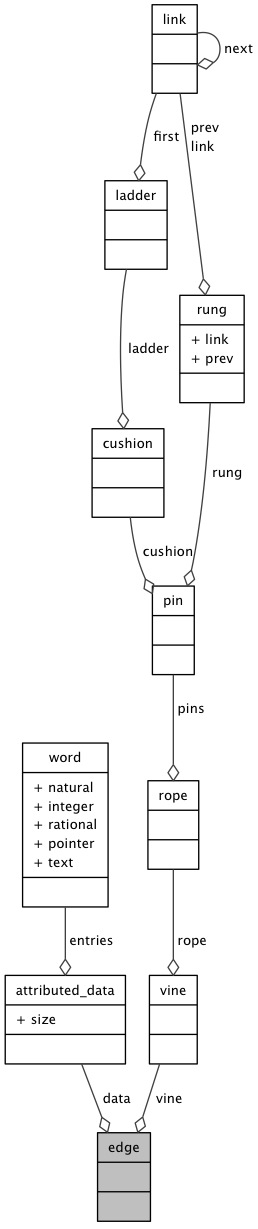 link
next
first
prev
link
ladder
rung
+ link
+ prev
ladder
cushion
rung
cushion
pin
pins
word
+ natural
+ integer
+ rational
+ pointer
+ text
rope
entries
rope
attributed_data
+ size
vine
data
vine
edge